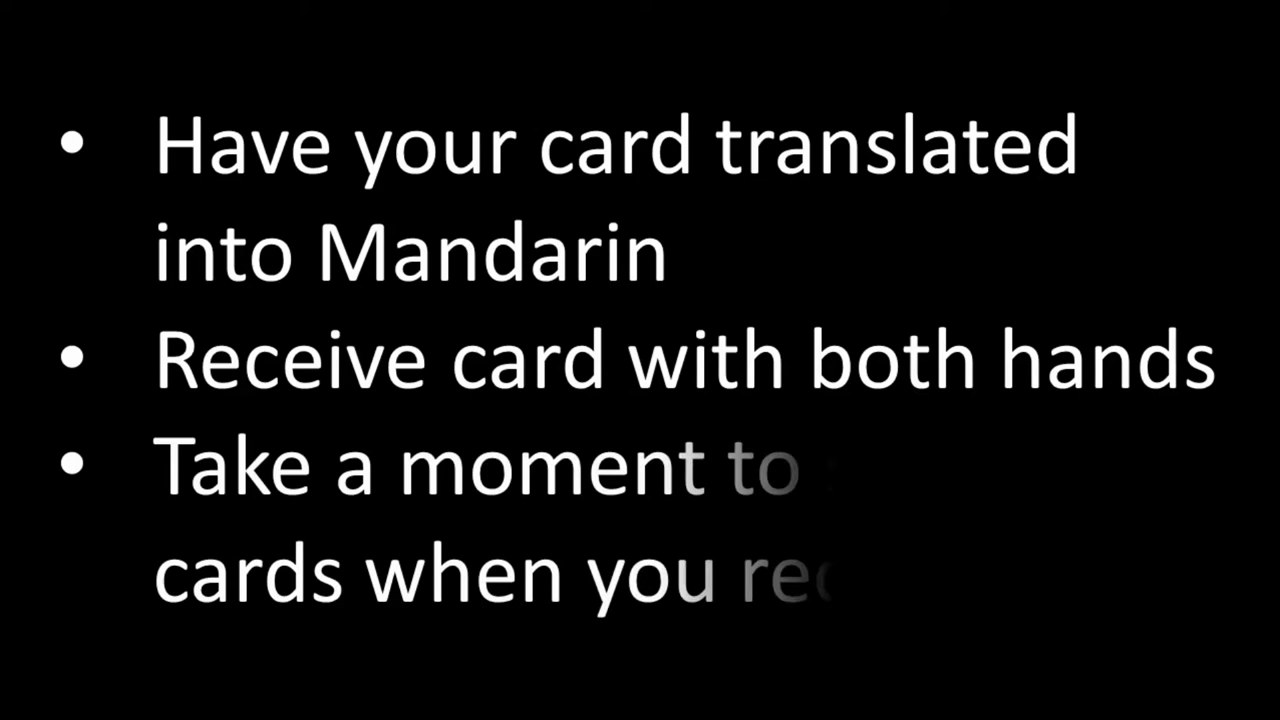 • Have your card translated
into Mandarin
• Receive card with both hands
• Take a moment to
cards when you